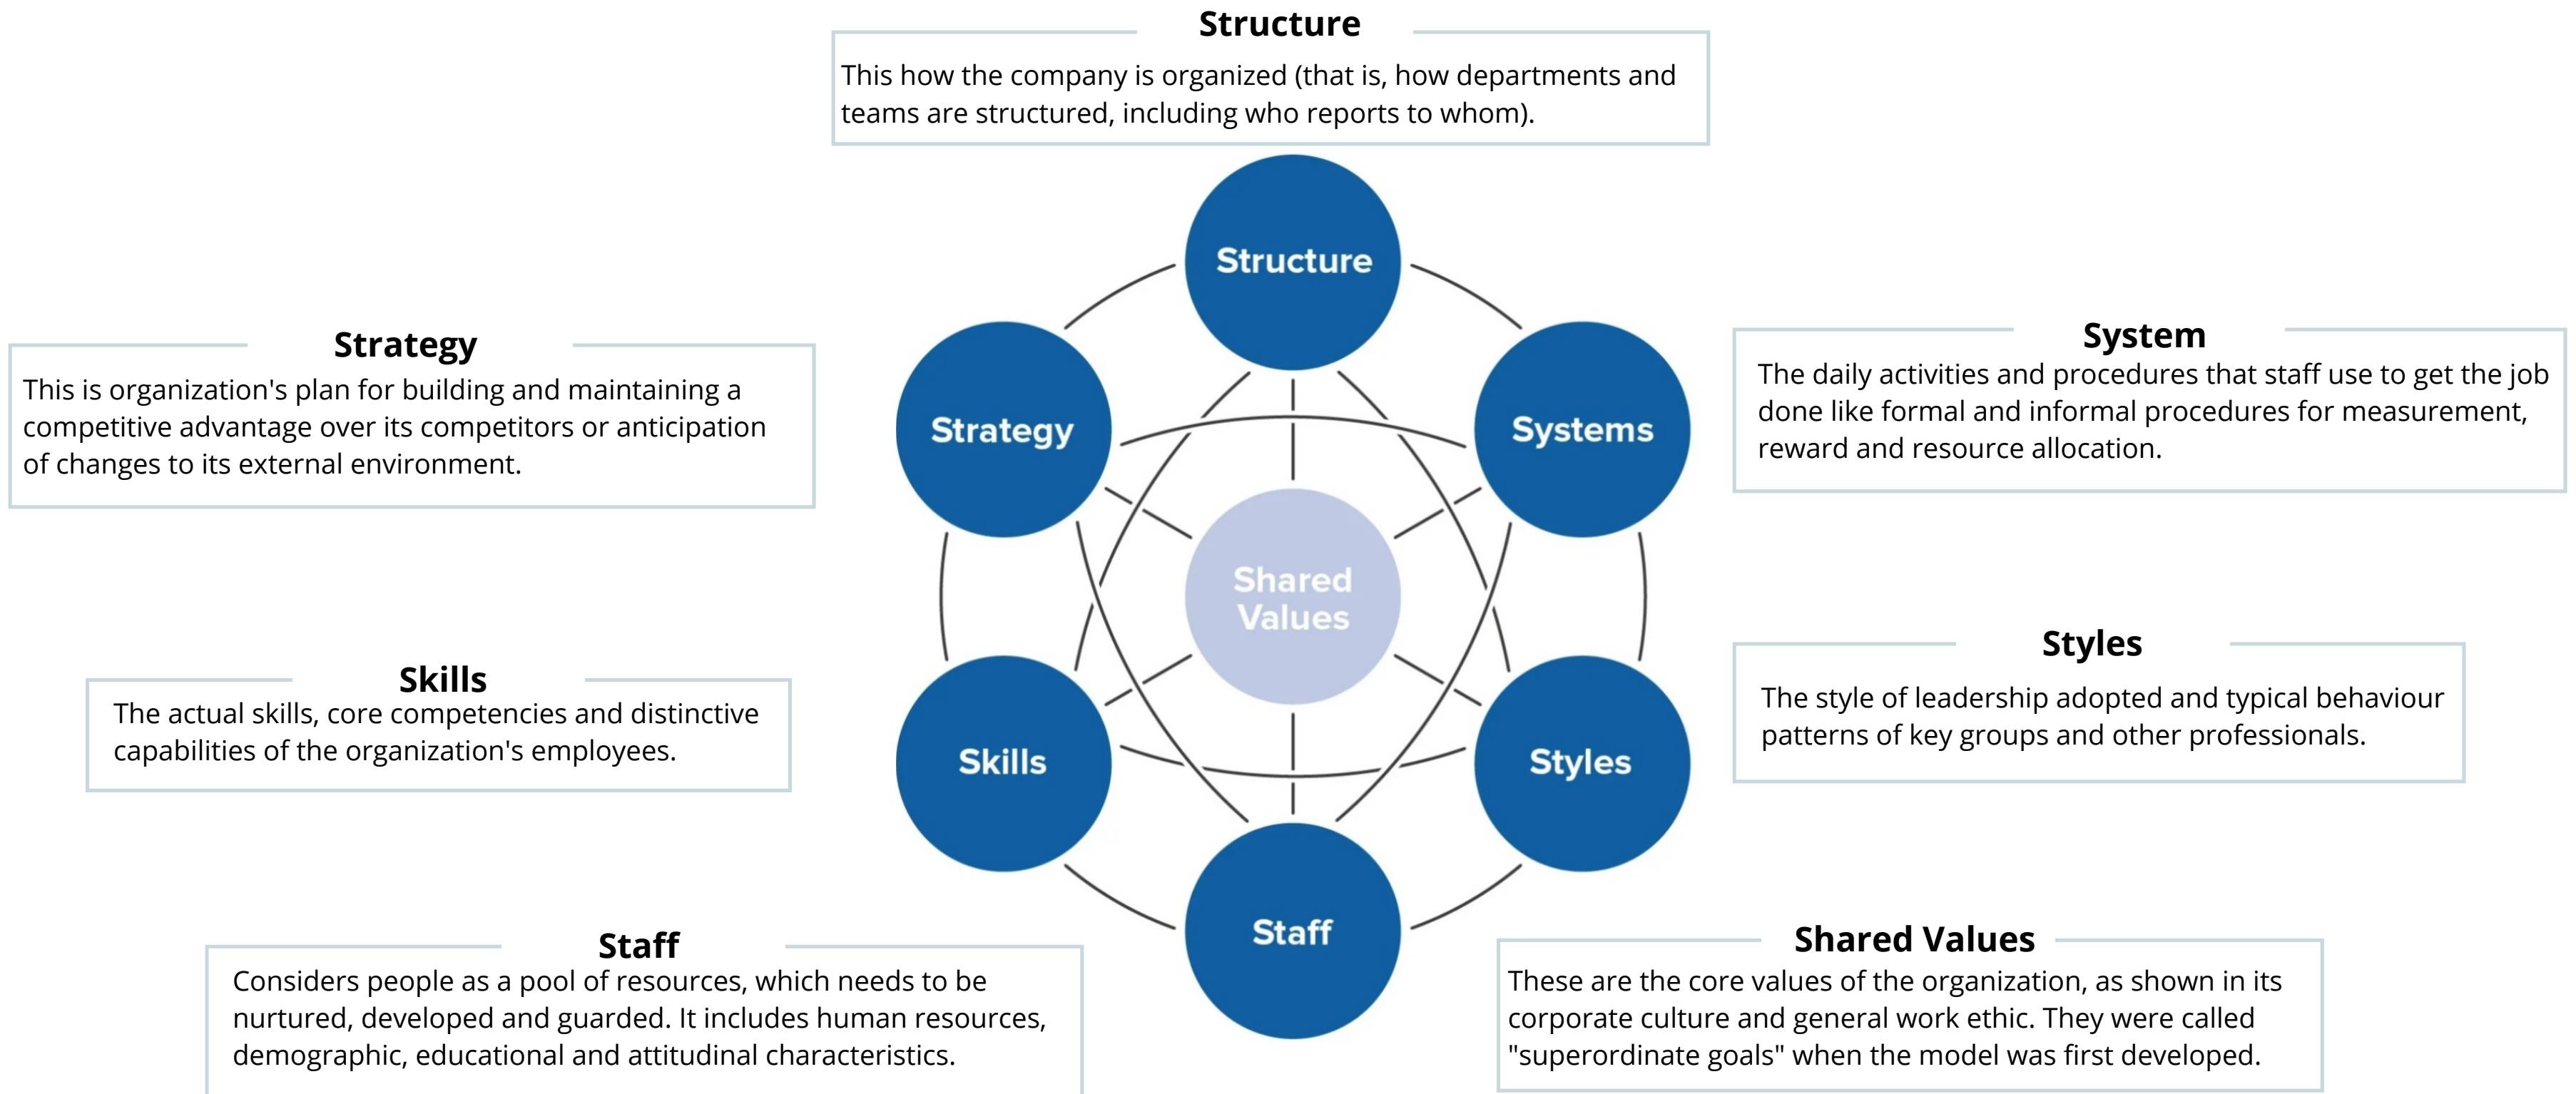 Structure
This how the company is organized (that is, how departments and
teams are structured, including who reports to whom).
Strategy
This is organization's plan for building and maintaining a
competitive advantage over its competitors or anticipation
of changes to its external environment.
System
The daily activities and procedures that staff use to get the job
done like formal and informal procedures for measurement,
reward and resource allocation.
Structure
Strategy
Systems
Shared
Values
Skills
Styles
Staff
Skills
The actual skills, core competencies and distinctive
capabilities of the organization's employees.
Styles
The style of leadership adopted and typical behaviour
patterns of key groups and other professionals.
Staff
Considers people as a pool of resources, which needs to be
nurtured, developed and guarded. It includes human resources,
demographic, educational and attitudinal characteristics.
Shared Values
These are the core values of the organization, as shown in its
corporate culture and general work ethic. They were called
"superordinate goals" when the model was first developed.